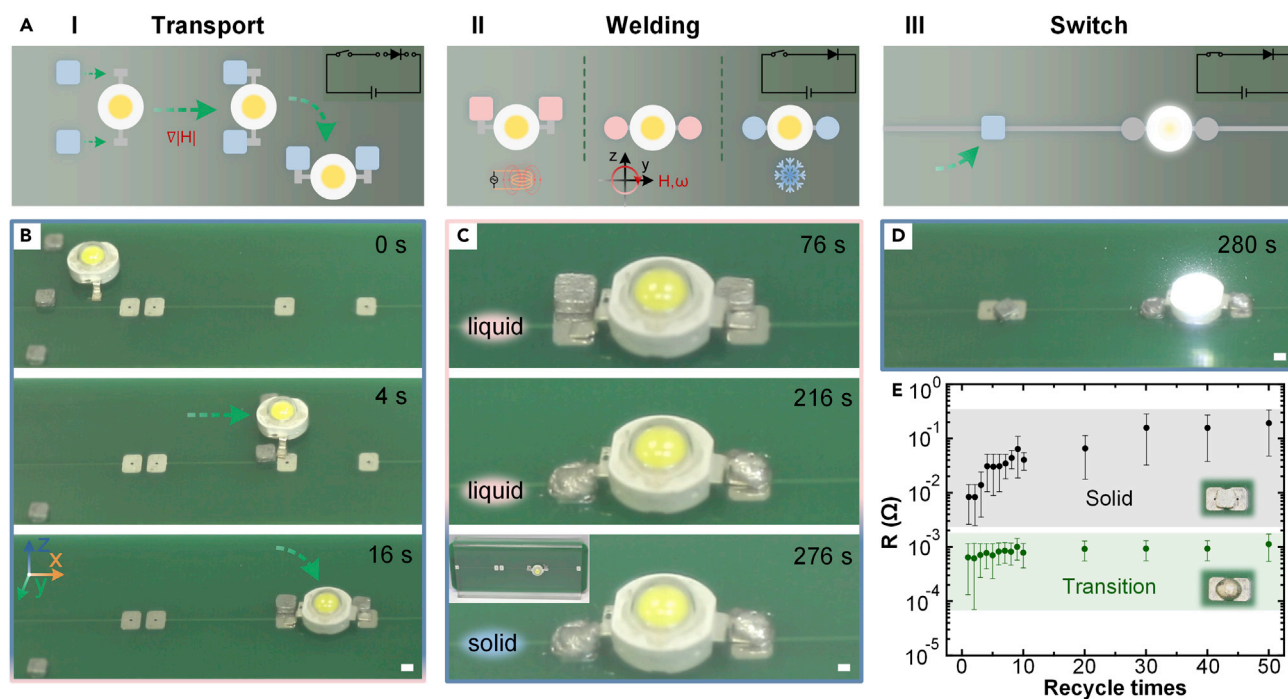 A I Transport
∇|H|
II Welding
z
y
H,ω
III Switch
B
0 s
4 s
16 s
z
x
y
C
76 s
liquid
216 s
liquid
276 s
solid
D
280 s
E
R (Ω)
10⁰
10⁻¹
10⁻²
10⁻³
10⁻⁴
10⁻⁵
Solid
Transition
0 10 20 30 40 50
Recycle times